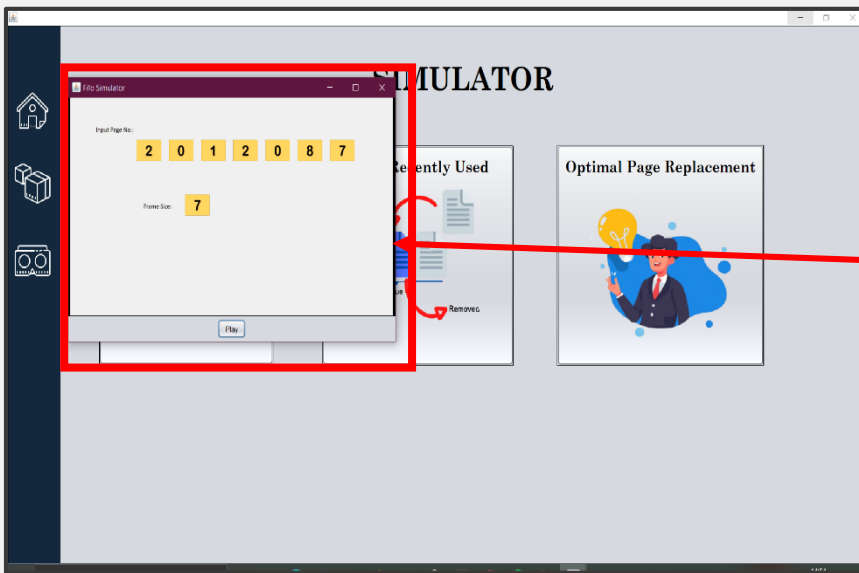 SIMULATOR
Fifo Simulator
Input Page No.:
2 0 1 2 0 8 7
Frame Size: 7
Play
Recently Used
Removed
Optimal Page Replacement